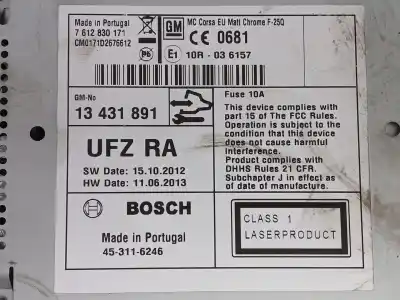 Made in Portugal
7 612 830 171
CM0171D2676612
GM
MC Corsa EU Matt Chrome F-25Q
CE 0681
E1 10R - 03 6157
GM-No
13 431 891
UFZ RA
SW Date: 15.10.2012
HW Date: 11.06.2013
Fuse 10A
This device complies with
part 15 of The FCC Rules.
Operation is subject to the
condition that this device
does not cause harmful
interference.
Product complies with
DHHS Rules 21 CFR.
Subchapter J in effect as
of date of manufacture.
BOSCH
Made in Portugal
45-311-6246
CLASS 1
LASERPRODUCT